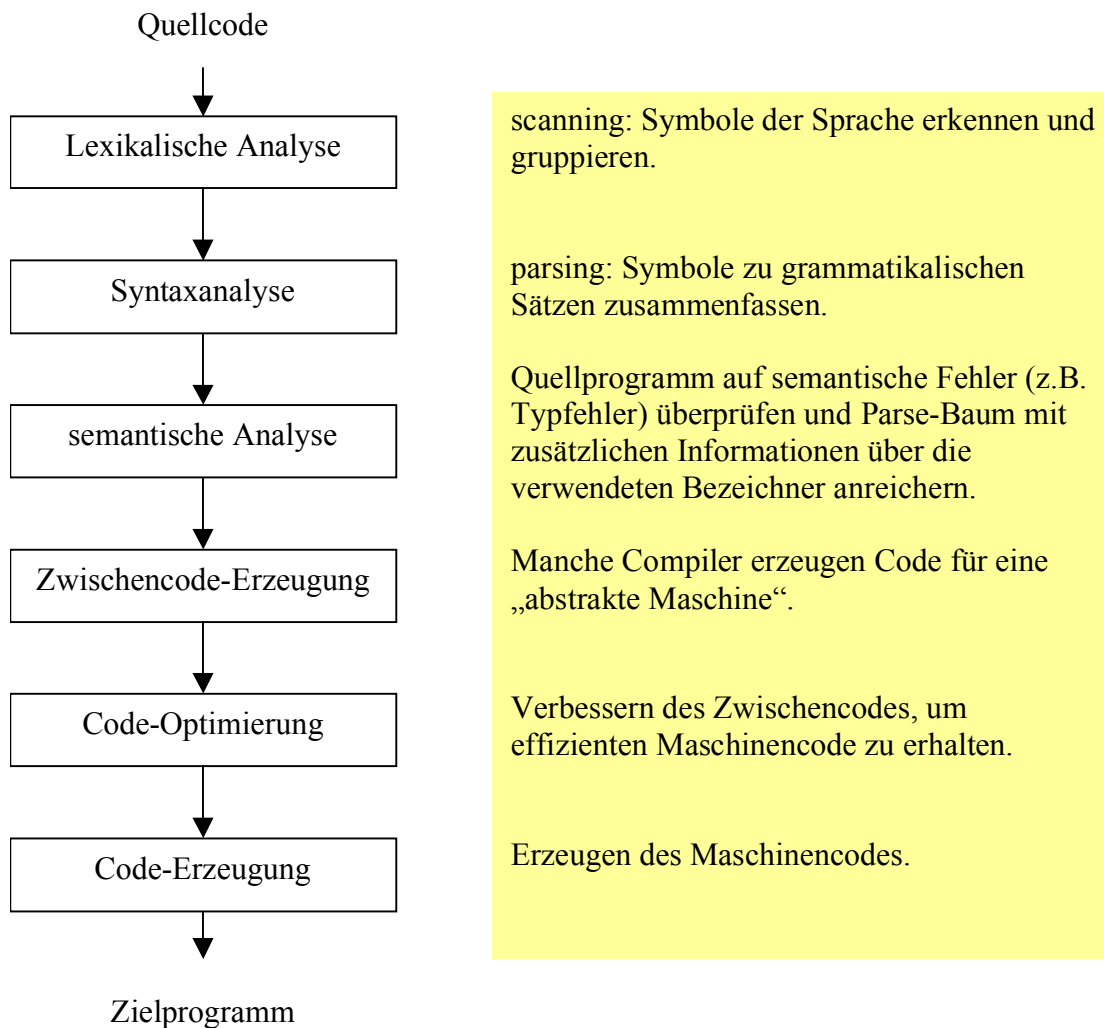 Quellcode
Lexikalische Analyse
scanning: Symbole der Sprache erkennen und
gruppieren.
Syntaxanalyse
parsing: Symbole zu grammatikalischen
Sätzen zusammenfassen.
semantische Analyse
Quellprogramm auf semantische Fehler (z.B.
Typfehler) überprüfen und Parse-Baum mit
zusätzlichen Informationen über die
verwendeten Bezeichner anreichern.
Zwischencode-Erzeugung
Manche Compiler erzeugen Code für eine
„abstrakte Maschine“.
Code-Optimierung
Verbessern des Zwischencodes, um
effizienten Maschinencode zu erhalten.
Code-Erzeugung
Erzeugen des Maschinencodes.
Zielprogramm